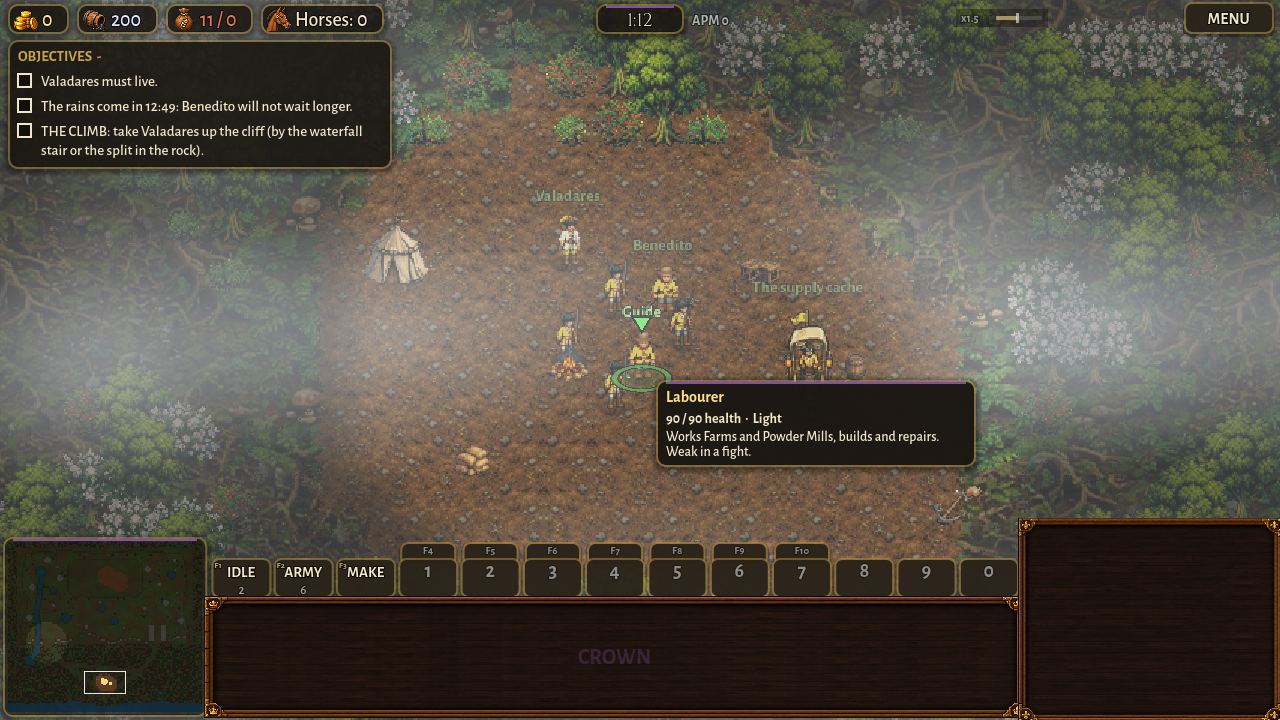 0
200
11 / 0
Horses: 0
1:12
APM 0
x1.5
MENU
OBJECTIVES -
Valadares must live.
The rains come in 12:49: Benedito will not wait longer.
THE CLIMB: take Valadares up the cliff (by the waterfall
stair or the split in the rock).
Valadares
Benedito
The supply cache
Guide
Labourer
90 / 90 health · Light
Works Farms and Powder Mills, builds and repairs.
Weak in a fight.
F1 IDLE
2
F2 ARMY
6
F3 MAKE
F4
1
F5
2
F6
3
F7
4
F8
5
F9
6
F10
7
8
9
0
CROWN